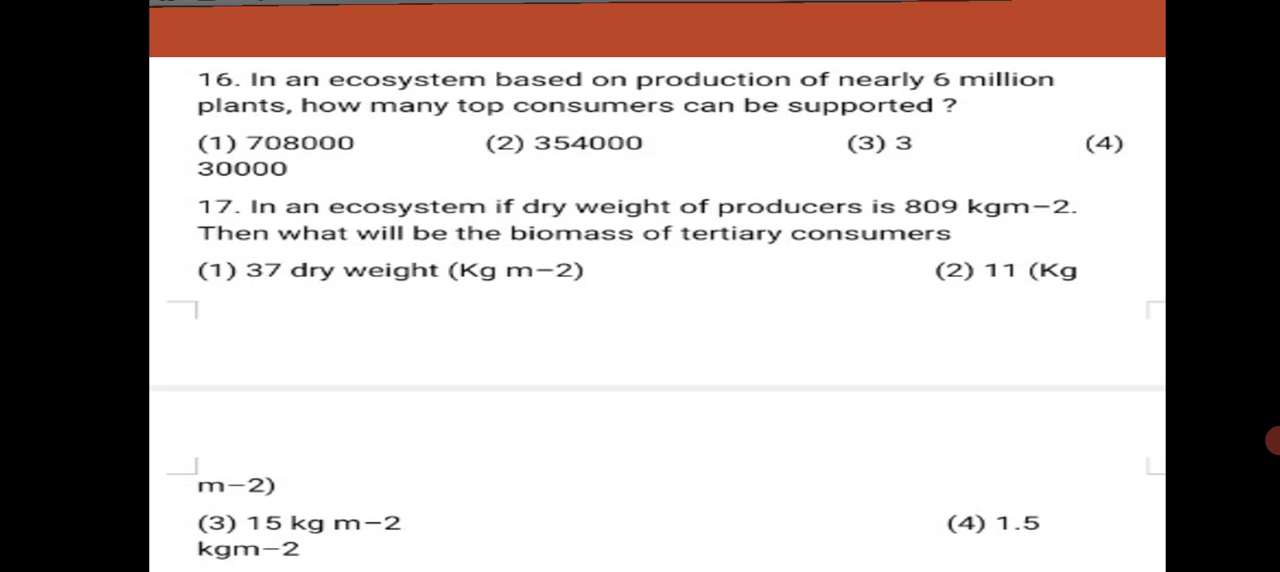 16. In an ecosystem based on production of nearly 6 million
plants, how many top consumers can be supported ?
(1) 708000 (2) 354000 (3) 3 (4)
30000
17. In an ecosystem if dry weight of producers is 809 kgm−2.
Then what will be the biomass of tertiary consumers
(1) 37 dry weight (Kg m−2) (2) 11 (Kg
m−2)
(3) 15 kg m−2 (4) 1.5
kgm−2